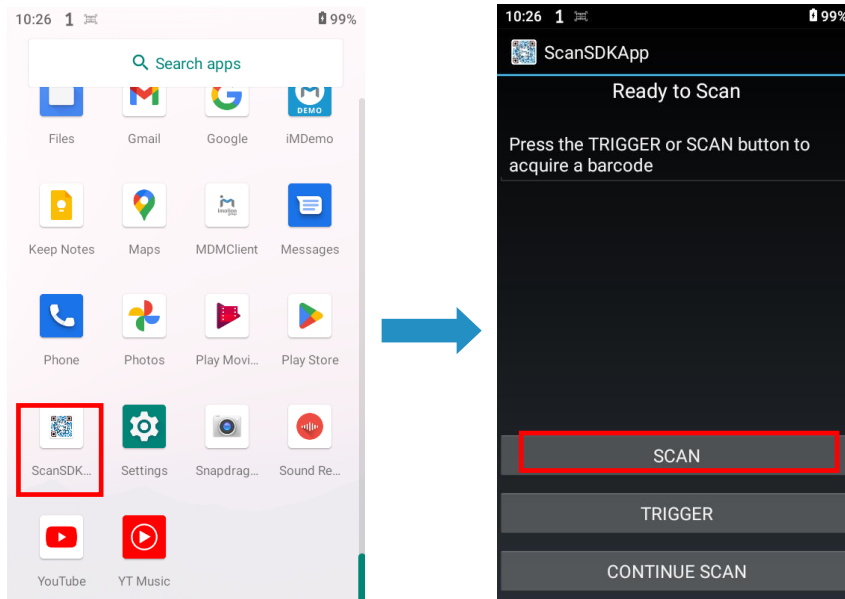 10:26 1 99%
Search apps
DEMO
Files Gmail Google iMDemo
Keep Notes Maps MDMClient Messages
Phone Photos Play Movi... Play Store
ScanSDK... Settings Snapdrag... Sound Re...
YouTube YT Music
10:26 1 99%
ScanSDKApp
Ready to Scan
Press the TRIGGER or SCAN button to
acquire a barcode
SCAN
TRIGGER
CONTINUE SCAN